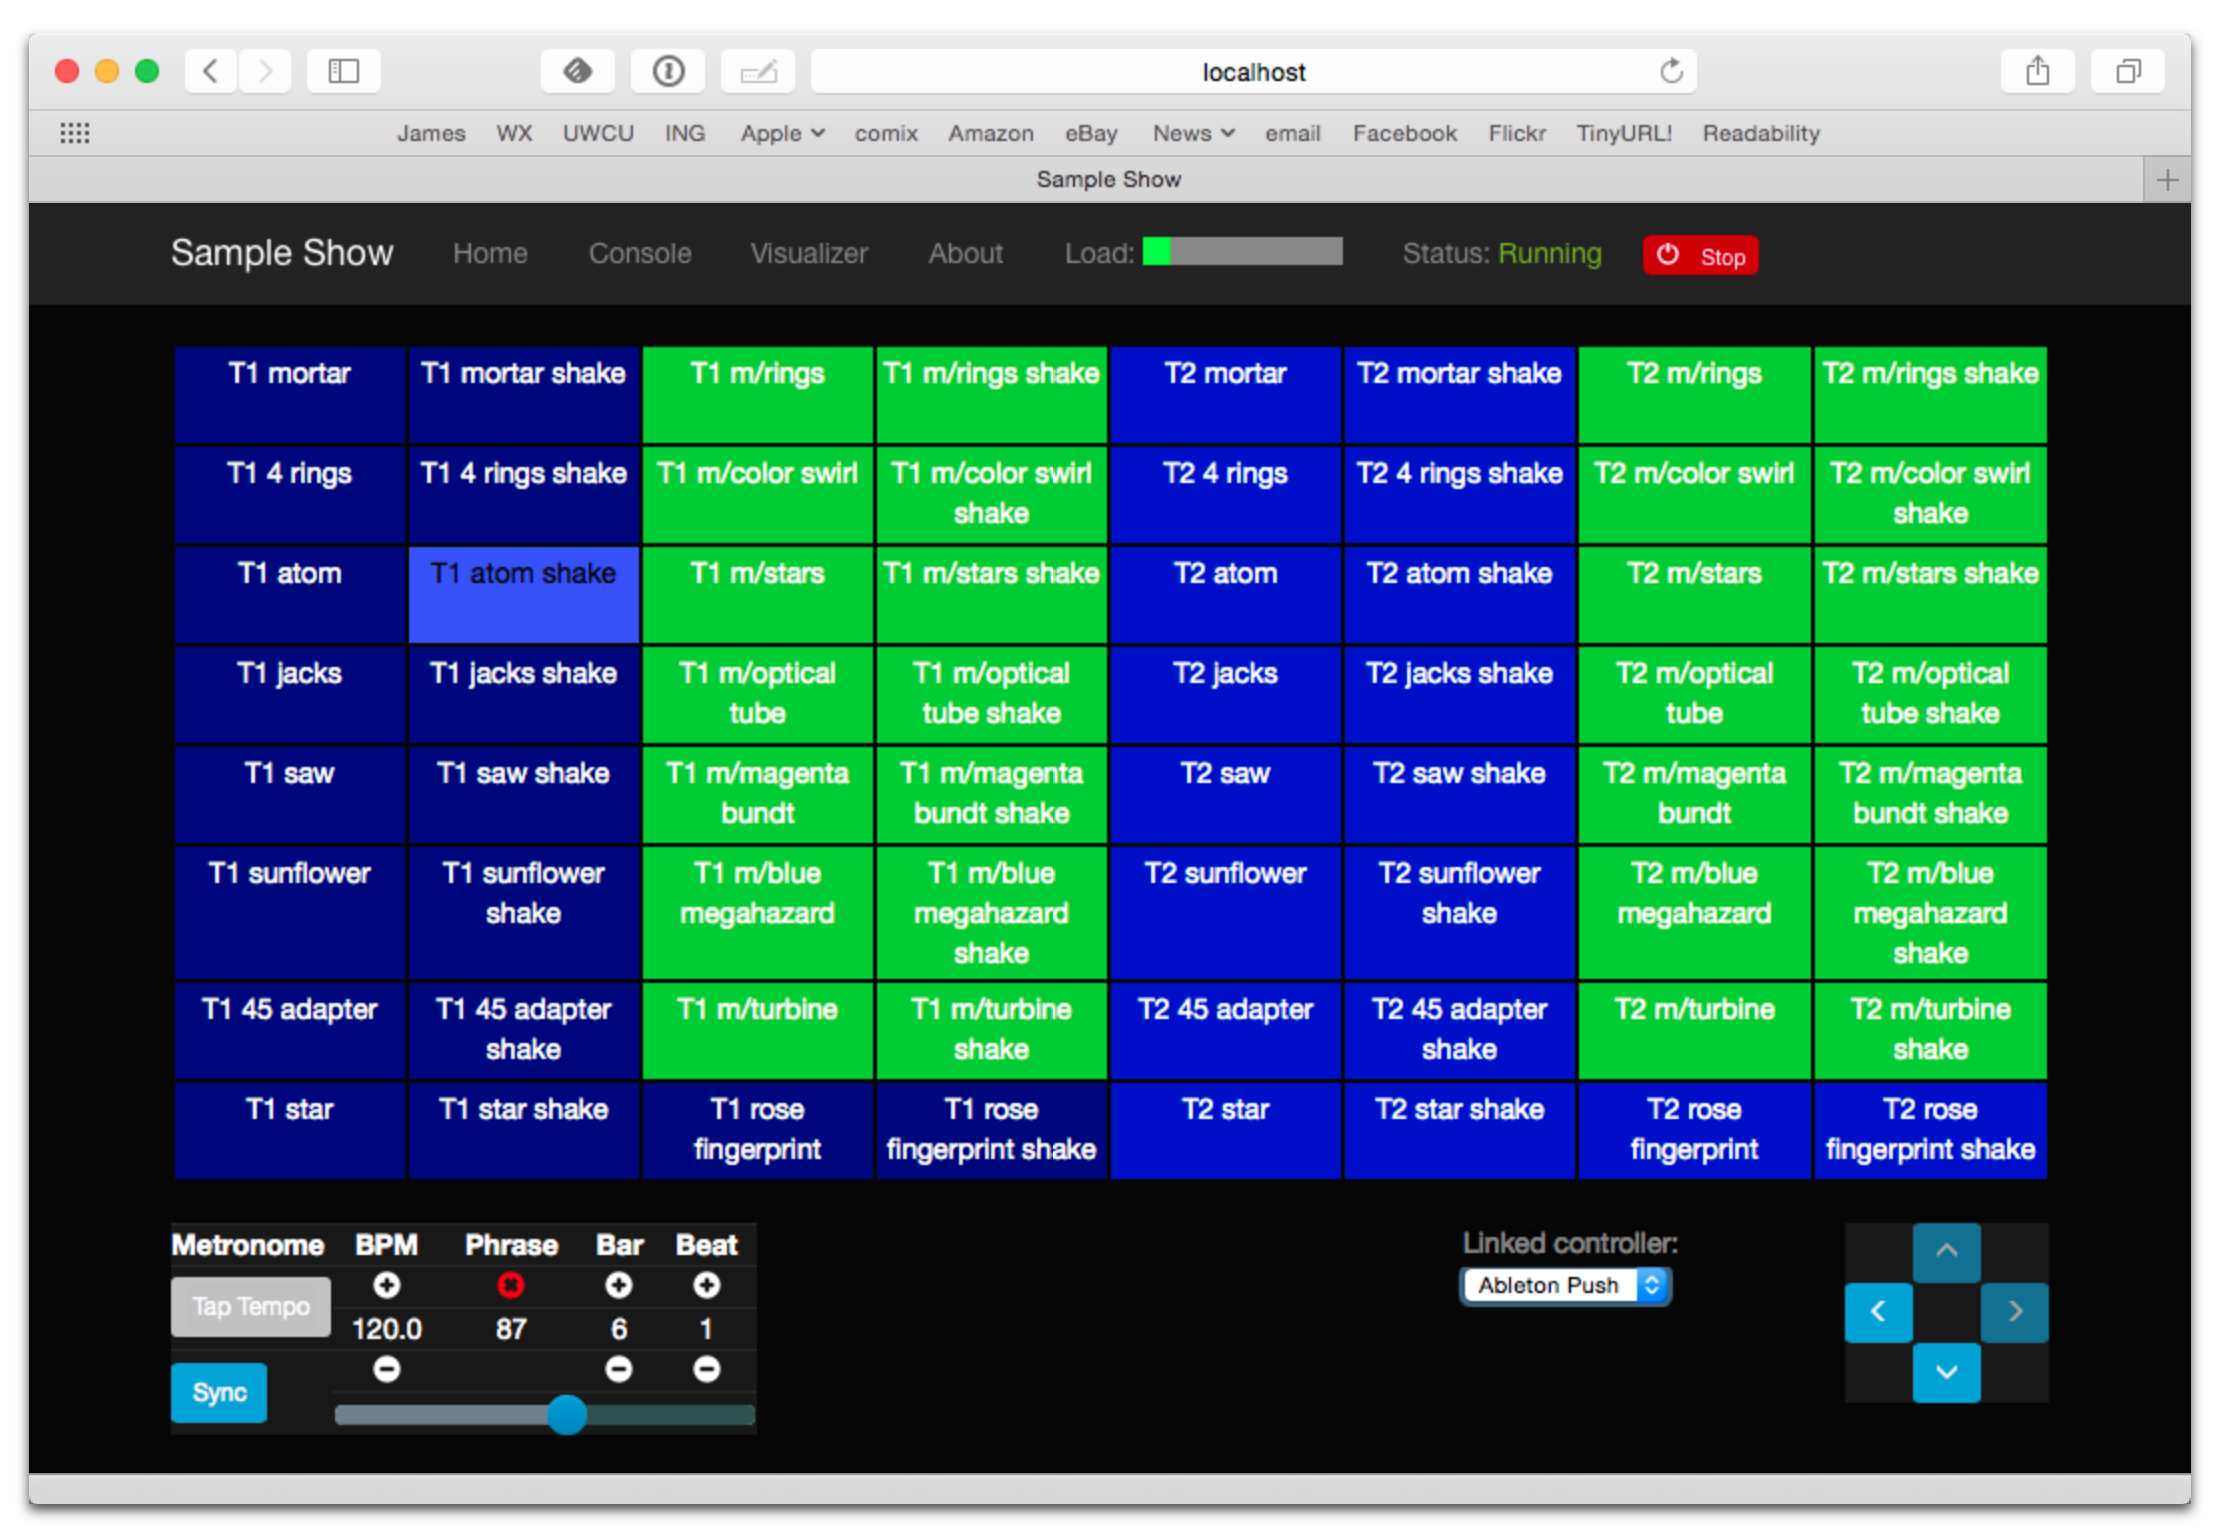 localhost
James WX UWCU ING Apple comix Amazon eBay News email Facebook Flickr TinyURL! Readability
Sample Show
Sample Show Home Console Visualizer About Load: Status: Running Stop
T1 mortar T1 mortar shake T1 m/rings T1 m/rings shake T2 mortar T2 mortar shake T2 m/rings T2 m/rings shake
T1 4 rings T1 4 rings shake T1 m/color swirl T1 m/color swirl T2 4 rings T2 4 rings shake T2 m/color swirl T2 m/color swirl
shake shake
T1 atom T1 atom shake T1 m/stars T1 m/stars shake T2 atom T2 atom shake T2 m/stars T2 m/stars shake
T1 jacks T1 jacks shake T1 m/optical T1 m/optical T2 jacks T2 jacks shake T2 m/optical T2 m/optical
tube tube shake tube tube shake
T1 saw T1 saw shake T1 m/magenta T1 m/magenta T2 saw T2 saw shake T2 m/magenta T2 m/magenta
bundt bundt shake bundt bundt shake
T1 sunflower T1 sunflower T1 m/blue T1 m/blue T2 sunflower T2 sunflower T2 m/blue T2 m/blue
shake megahazard megahazard shake megahazard megahazard
shake shake
T1 45 adapter T1 45 adapter T1 m/turbine T1 m/turbine T2 45 adapter T2 45 adapter T2 m/turbine T2 m/turbine
shake shake shake shake
T1 star T1 star shake T1 rose T1 rose T2 star T2 star shake T2 rose T2 rose
fingerprint fingerprint shake fingerprint fingerprint shake
Metronome BPM Phrase Bar Beat Linked controller:
Tap Tempo Ableton Push
120.0 87 6 1
Sync